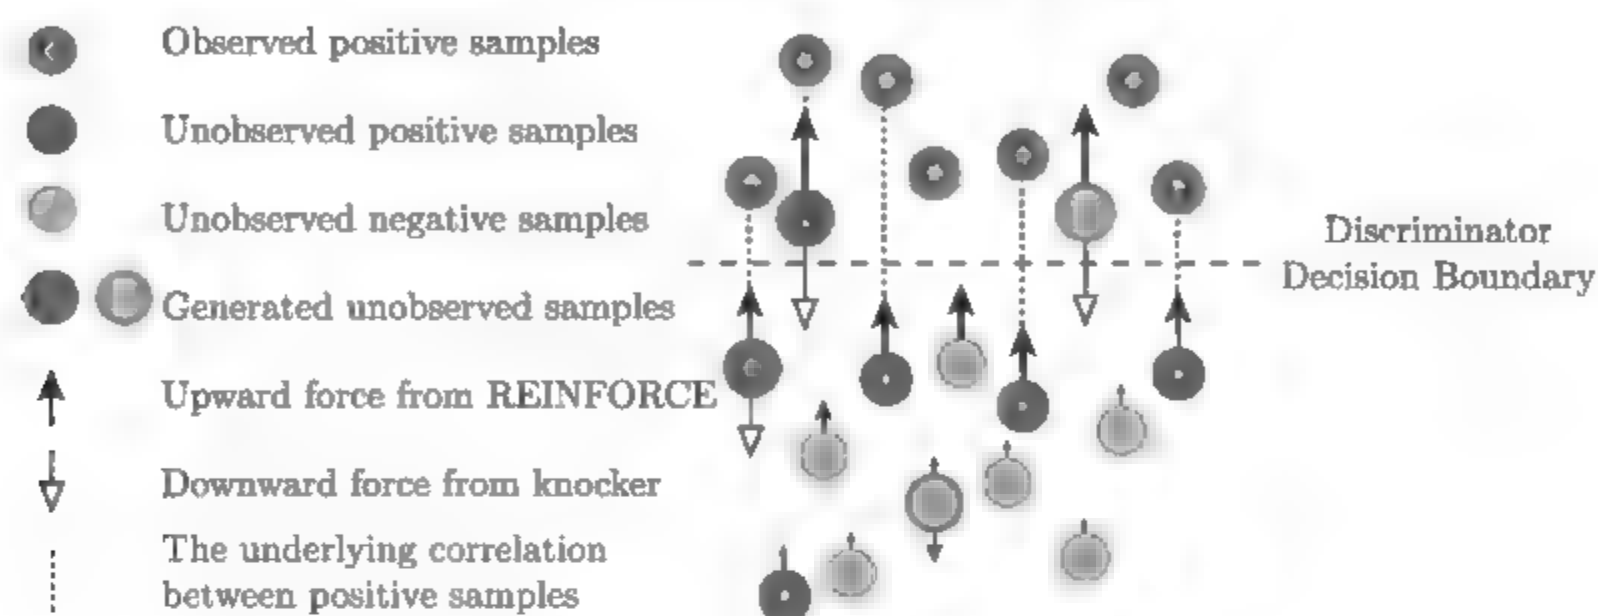 Observed positive samples
Unobserved positive samples
Unobserved negative samples
Generated unobserved samples
Upward force from REINFORCE
Downward force from knocker
The underlying correlation
between positive samples
Discriminator
Decision Boundary